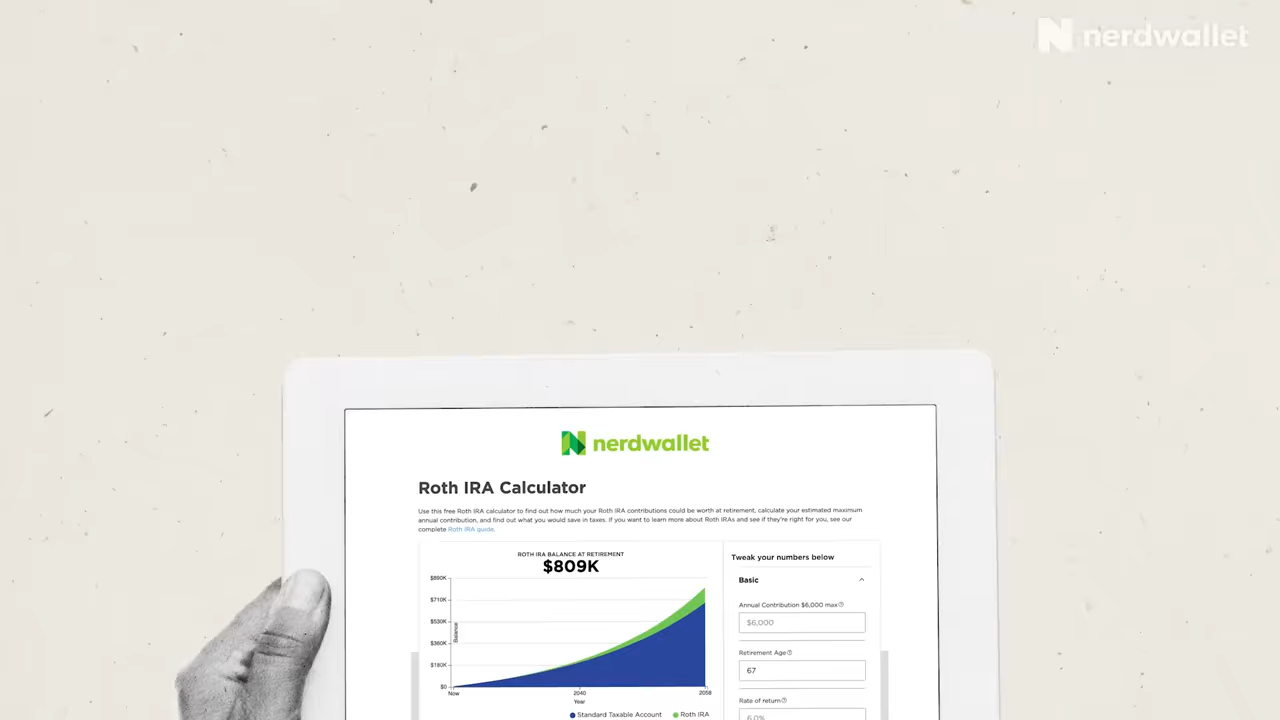 nerdwallet
nerdwallet
Roth IRA Calculator
Use this free Roth IRA calculator to find out how much your Roth IRA contributions could be worth at retirement, calculate your estimated maximum
annual contribution, and find out what you would save in taxes. If you want to learn more about Roth IRAs and see if they're right for you, see our
complete Roth IRA guide.
ROTH IRA BALANCE AT RETIREMENT
$809K
$890K
$710K
$530K
$360K
$180K
$0
Balance
Now
2040
2058
Year
Standard Taxable Account
Roth IRA
Tweak your numbers below
Basic
Annual Contribution $6,000 max
$6,000
Retirement Age
67
Rate of return
6.0%